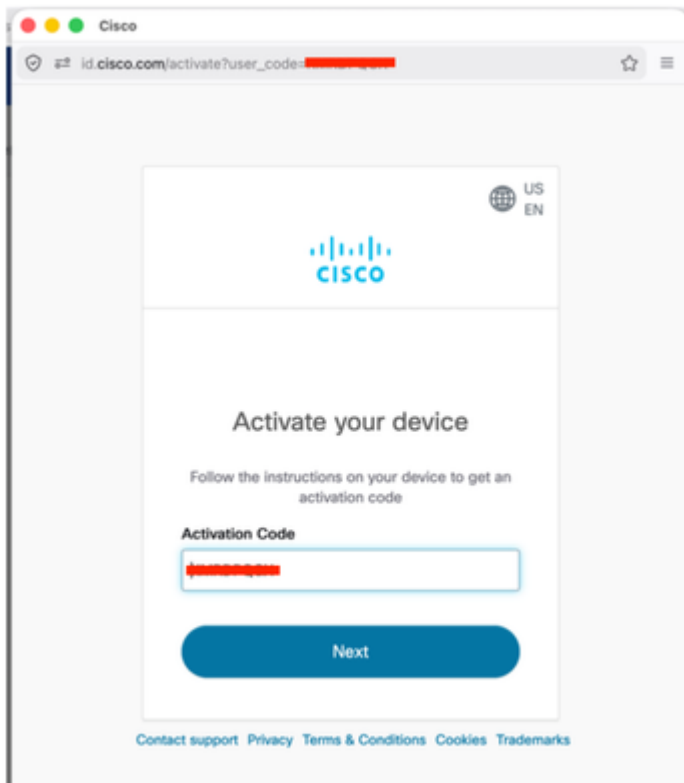 Cisco
id.cisco.com/activate?user_code=
US
EN
CISCO
Activate your device
Follow the instructions on your device to get an
activation code
Activation Code
Next
Contact support Privacy Terms & Conditions Cookies Trademarks